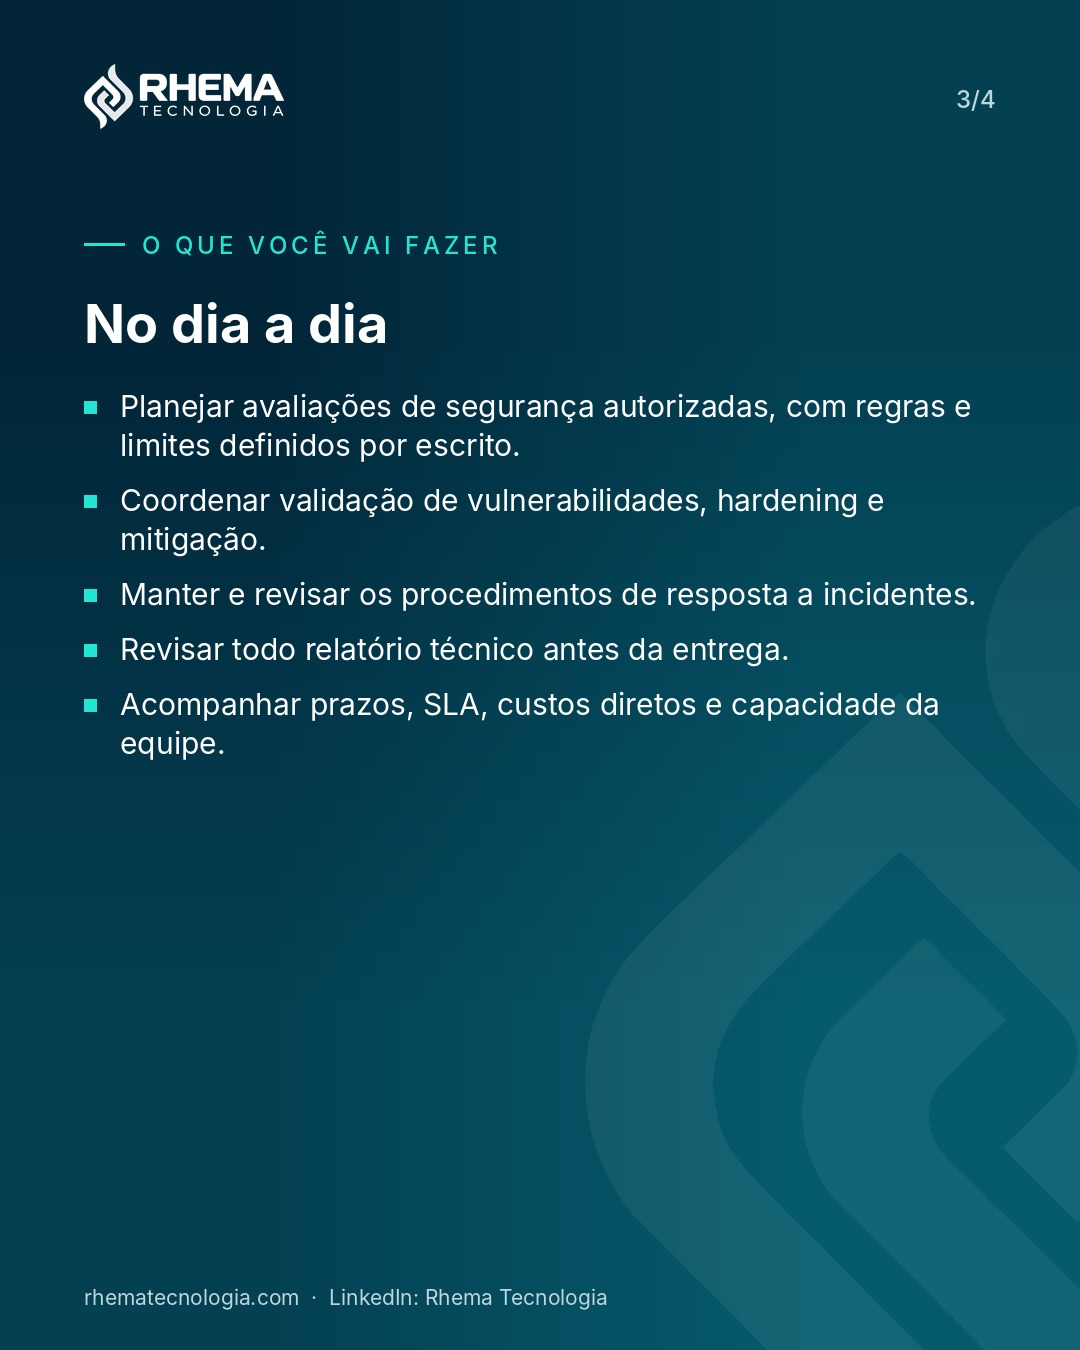 RHEMA
TECNOLOGIA
3/4
O QUE VOCÊ VAI FAZER
No dia a dia
Planejar avaliações de segurança autorizadas, com regras e
limites definidos por escrito.
Coordenar validação de vulnerabilidades, hardening e
mitigação.
Manter e revisar os procedimentos de resposta a incidentes.
Revisar todo relatório técnico antes da entrega.
Acompanhar prazos, SLA, custos diretos e capacidade da
equipe.
rhematecnologia.com · LinkedIn: Rhema Tecnologia